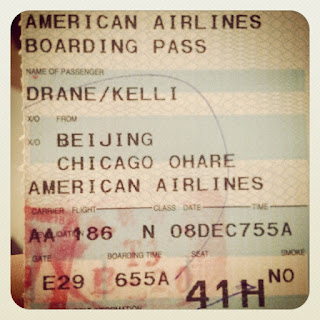 AMERICAN AIRLINES
BOARDING PASS
NAME OF PASSENGER
DRANE/KELLI
X/O FROM
X/O BEIJING
CHICAGO OHARE
AMERICAN AIRLINES
CARRIER FLIGHT CLASS DATE TIME
AA 186 N 08DEC755A
GATE BOARDING TIME SEAT SMOKE
E29 655A 41H NO